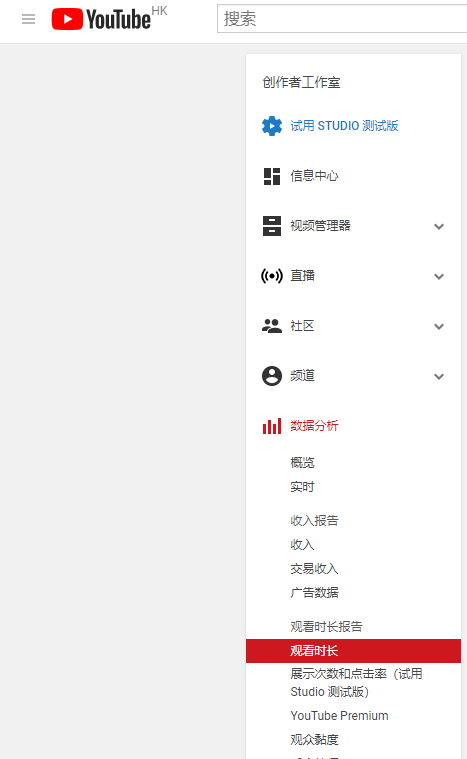 YouTube HK
搜索
创作者工作室
试用 STUDIO 测试版
信息中心
视频管理器
直播
社区
频道
数据分析
概览
实时
收入报告
收入
交易收入
广告数据
观看时长报告
观看时长
展示次数和点击率（试用
Studio 测试版）
YouTube Premium
观众黏度